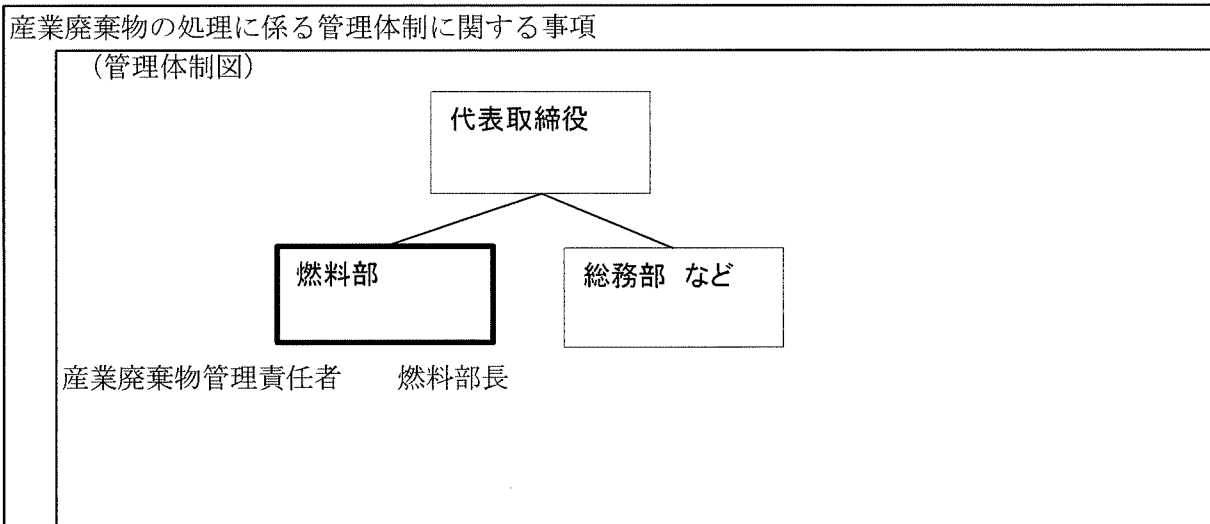 産業廃棄物の処理に係る管理体制に関する事項
（管理体制図）
代表取締役
燃料部
総務部 など
産業廃棄物管理責任者 燃料部長